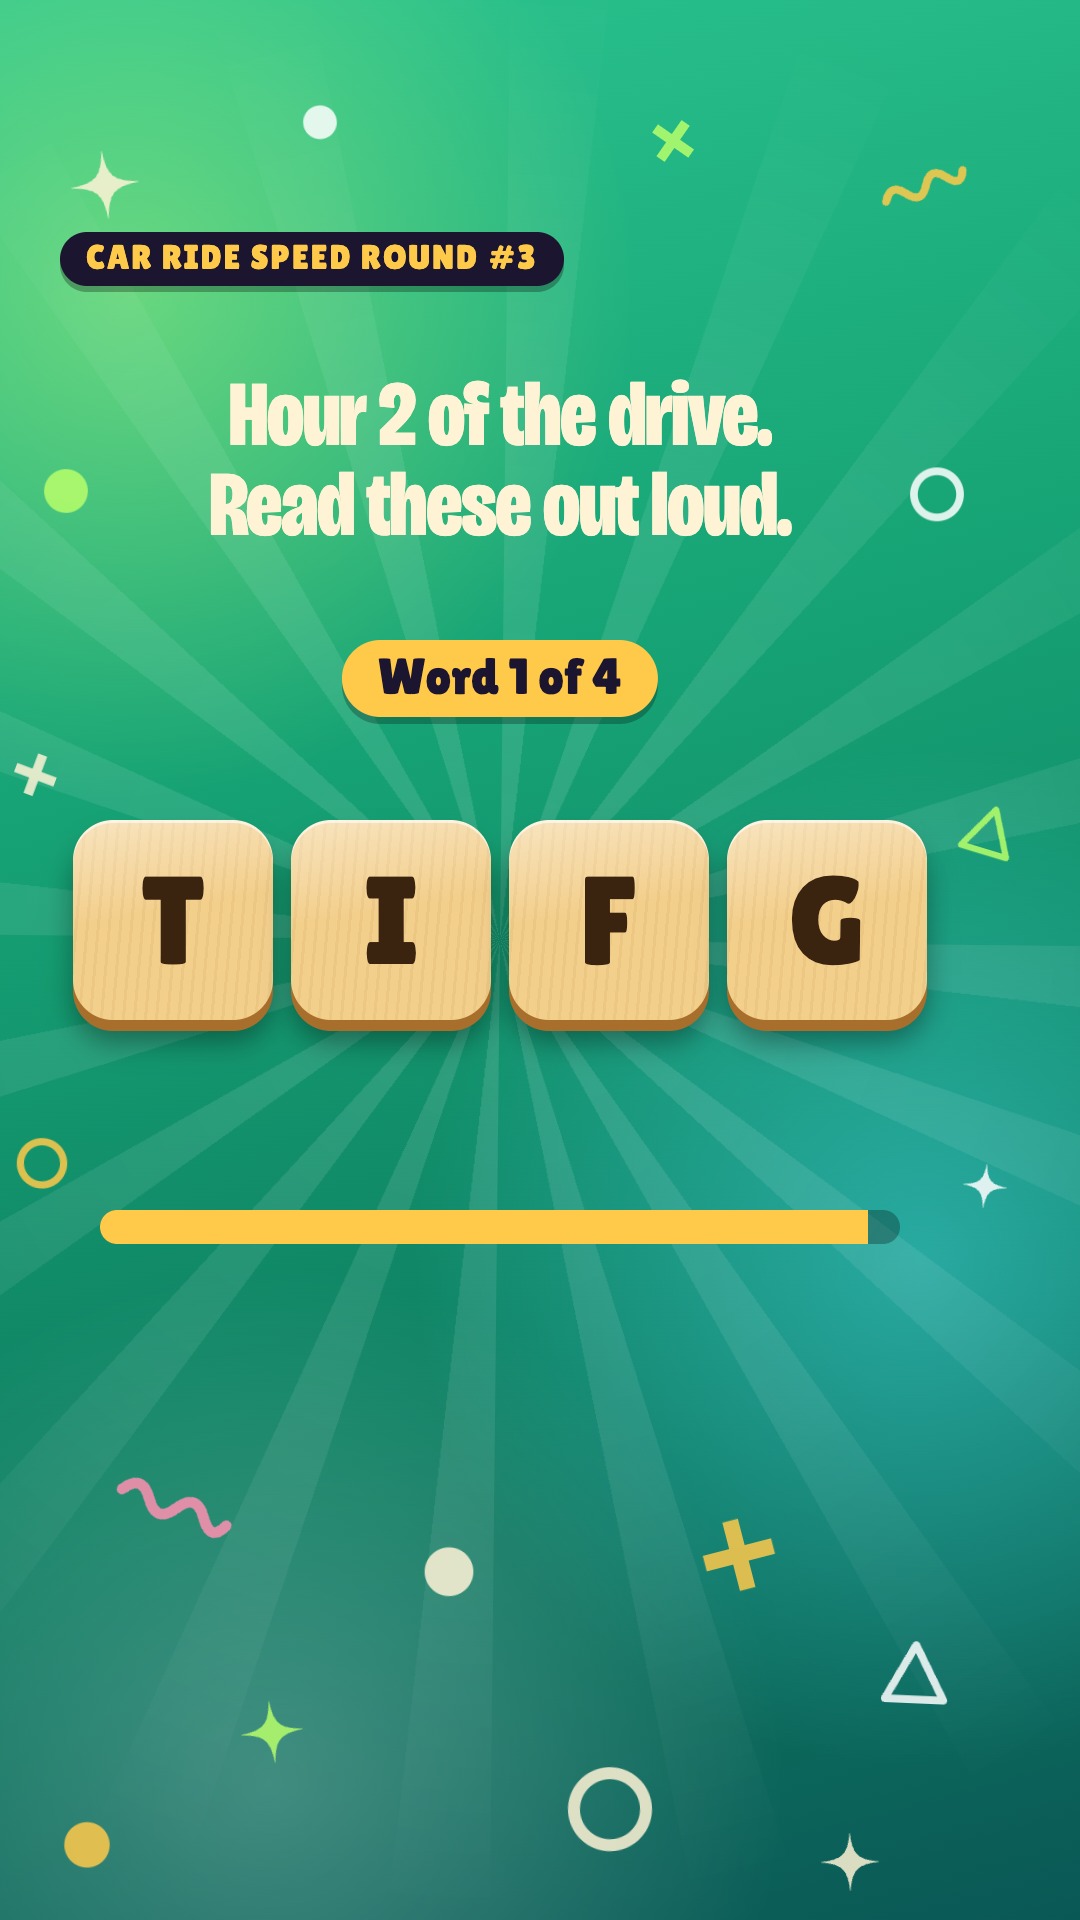 CAR RIDE SPEED ROUND #3
Hour 2 of the drive.
Read these out loud.
Word 1 of 4
T I F G